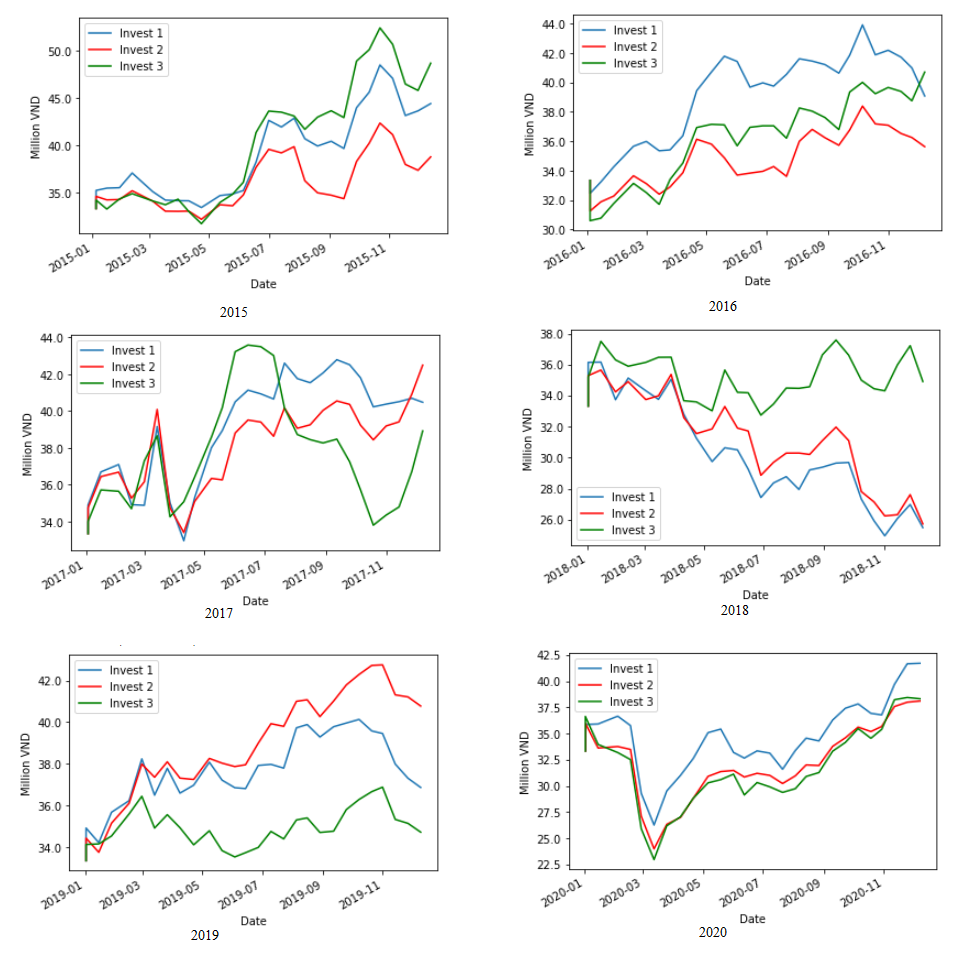 Invest 1
Invest 2
Invest 3
50.0
45.0
40.0
35.0
Million VND
2015-01
2015-03
2015-05
2015-07
2015-09
2015-11
Date
2015
Invest 1
Invest 2
Invest 3
44.0
42.0
40.0
38.0
36.0
34.0
32.0
30.0
Million VND
2016-01
2016-03
2016-05
2016-07
2016-09
2016-11
Date
2016
Invest 1
Invest 2
Invest 3
44.0
42.0
40.0
38.0
36.0
34.0
Million VND
2017-01
2017-03
2017-05
2017-07
2017-09
2017-11
Date
2017
38.0
36.0
34.0
32.0
30.0
28.0
26.0
Million VND
Invest 1
Invest 2
Invest 3
2018-01
2018-03
2018-05
2018-07
2018-09
2018-11
Date
2018
Invest 1
Invest 2
Invest 3
42.0
40.0
38.0
36.0
34.0
Million VND
2019-01
2019-03
2019-05
2019-07
2019-09
2019-11
Date
2019
Invest 1
Invest 2
Invest 3
42.5
40.0
37.5
35.0
32.5
30.0
27.5
25.0
22.5
Million VND
2020-01
2020-03
2020-05
2020-07
2020-09
2020-11
Date
2020